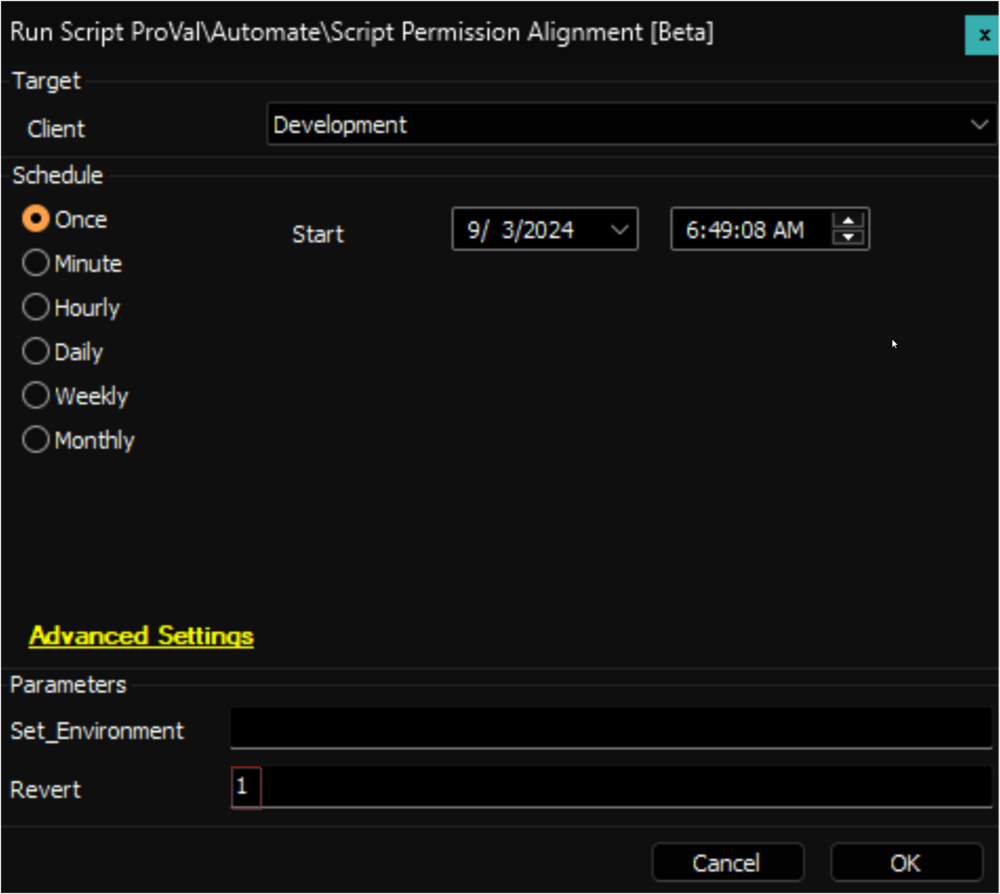 Run Script ProVal\Automate\Script Permission Alignment [Beta] x
Target
Client Development
Schedule
Once Start 9/ 3/2024 6:49:08 AM
Minute
Hourly
Daily
Weekly
Monthly
Advanced Settings
Parameters
Set_Environment
Revert 1
Cancel OK